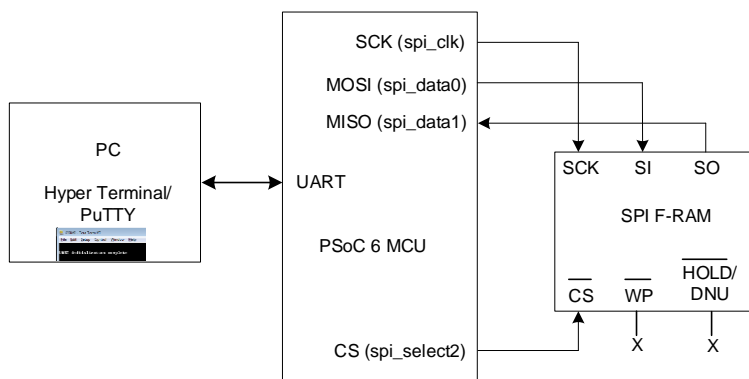 SCK (spi_clk)
MOSI (spi_data0)
MISO (spi_data1)
PC
Hyper Terminal/
PuTTY
UART
PSoC 6 MCU
SCK SI SO
SPI F-RAM
CS WP HOLD/
DNU
CS (spi_select2)
X X